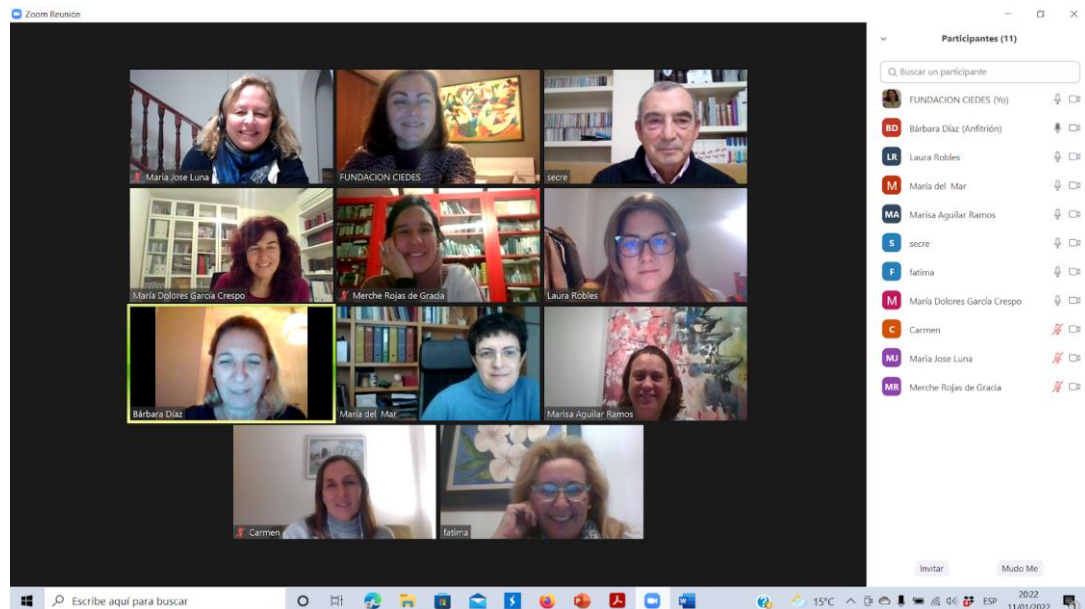 Zoom Reunión
Maria Jose Luna
FUNDACION CIEDES
secre
María Dolores García Crespo
Merche Rojas de Gracia
Laura Robles
Bárbara Díaz
María del Mar
Marisa Aguilar Ramos
Carmen
fatima
Participantes (11)
Buscar un participante
FUNDACION CIEDES (Yo)
BD Bárbara Díaz (Anfitrión)
LR Laura Robles
M María del Mar
MA Marisa Aguilar Ramos
S secre
F fatima
M María Dolores García Crespo
C Carmen
MJ Maria Jose Luna
MR Merche Rojas de Gracia
Invitar Mudo Me
Escribe aquí para buscar
15°C ESP 20:22
11/01/2022